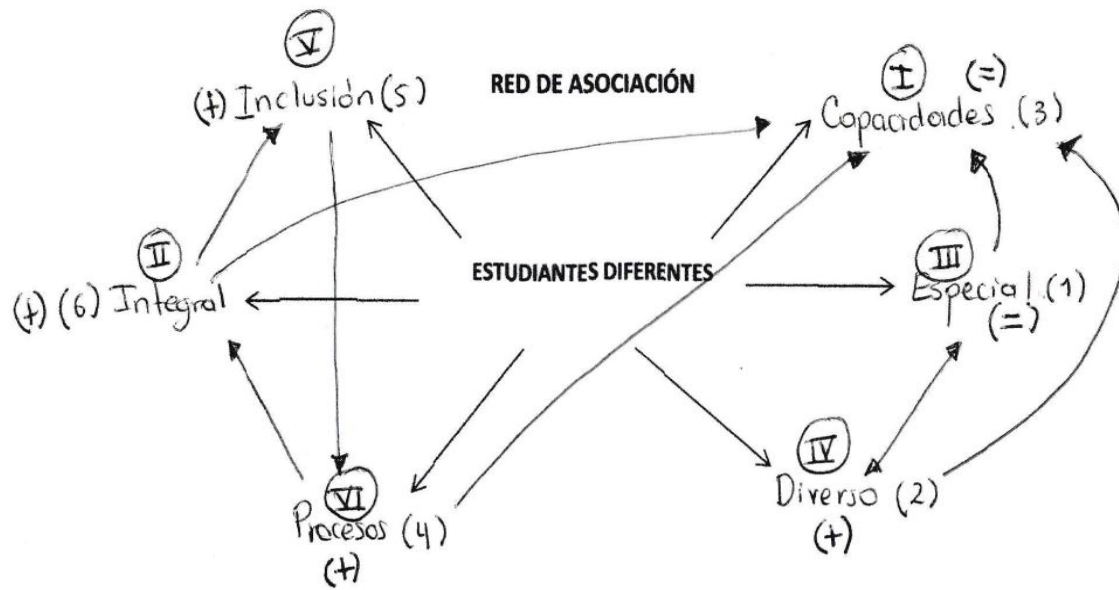 RED DE ASOCIACIÓN
V
(+) Inclusión (5)
I (=)
Capacidades (3)
ESTUDIANTES DIFERENTES
II
(+) (6) Integral
III
Especial (1)
(=)
IV
Diverso (2)
(+)
VI
Procesos (4)
(+)